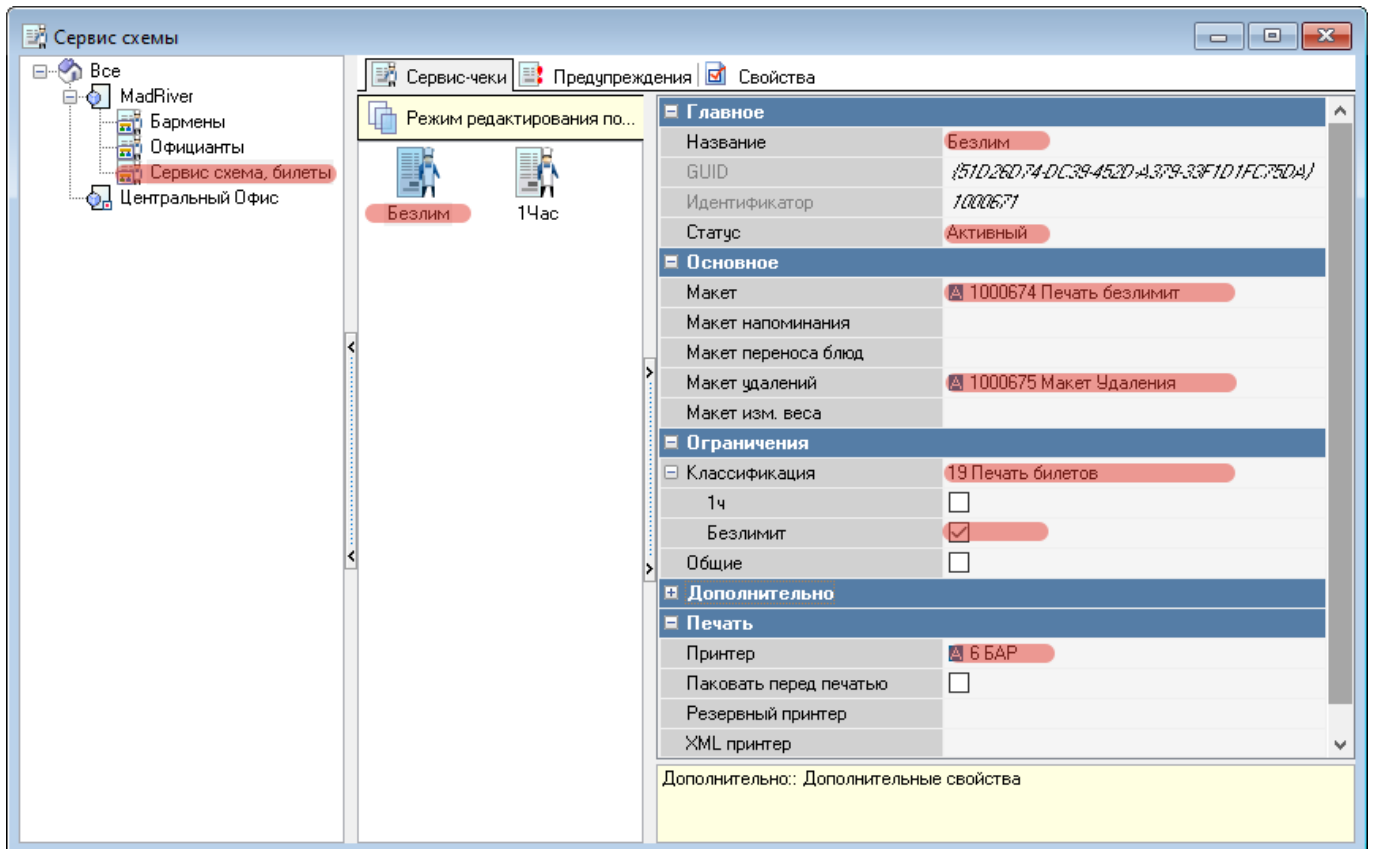 Сервис схемы
Все
MadRiver
Бармены
Официанты
Сервис схема, билеты
Центральный Офис
Сервис-чеки
Предупреждения
Свойства
Режим редактирования по...
Безлим
1Час
Главное
Название Безлим
GUID {51D26D74-DC39-452D-A379-33F1D1FC75DA}
Идентификатор 1000671
Статус Активный
Основное
Макет 1000674 Печать безлимит
Макет напоминания
Макет переноса блюд
Макет удалений 1000675 Макет Удаления
Макет изм. веса
Ограничения
Классификация 19 Печать билетов
1ч
Безлимит
Общие
Дополнительно
Печать
Принтер 6 БАР
Паковать перед печатью
Резервный принтер
XML принтер
Дополнительно:: Дополнительные свойства